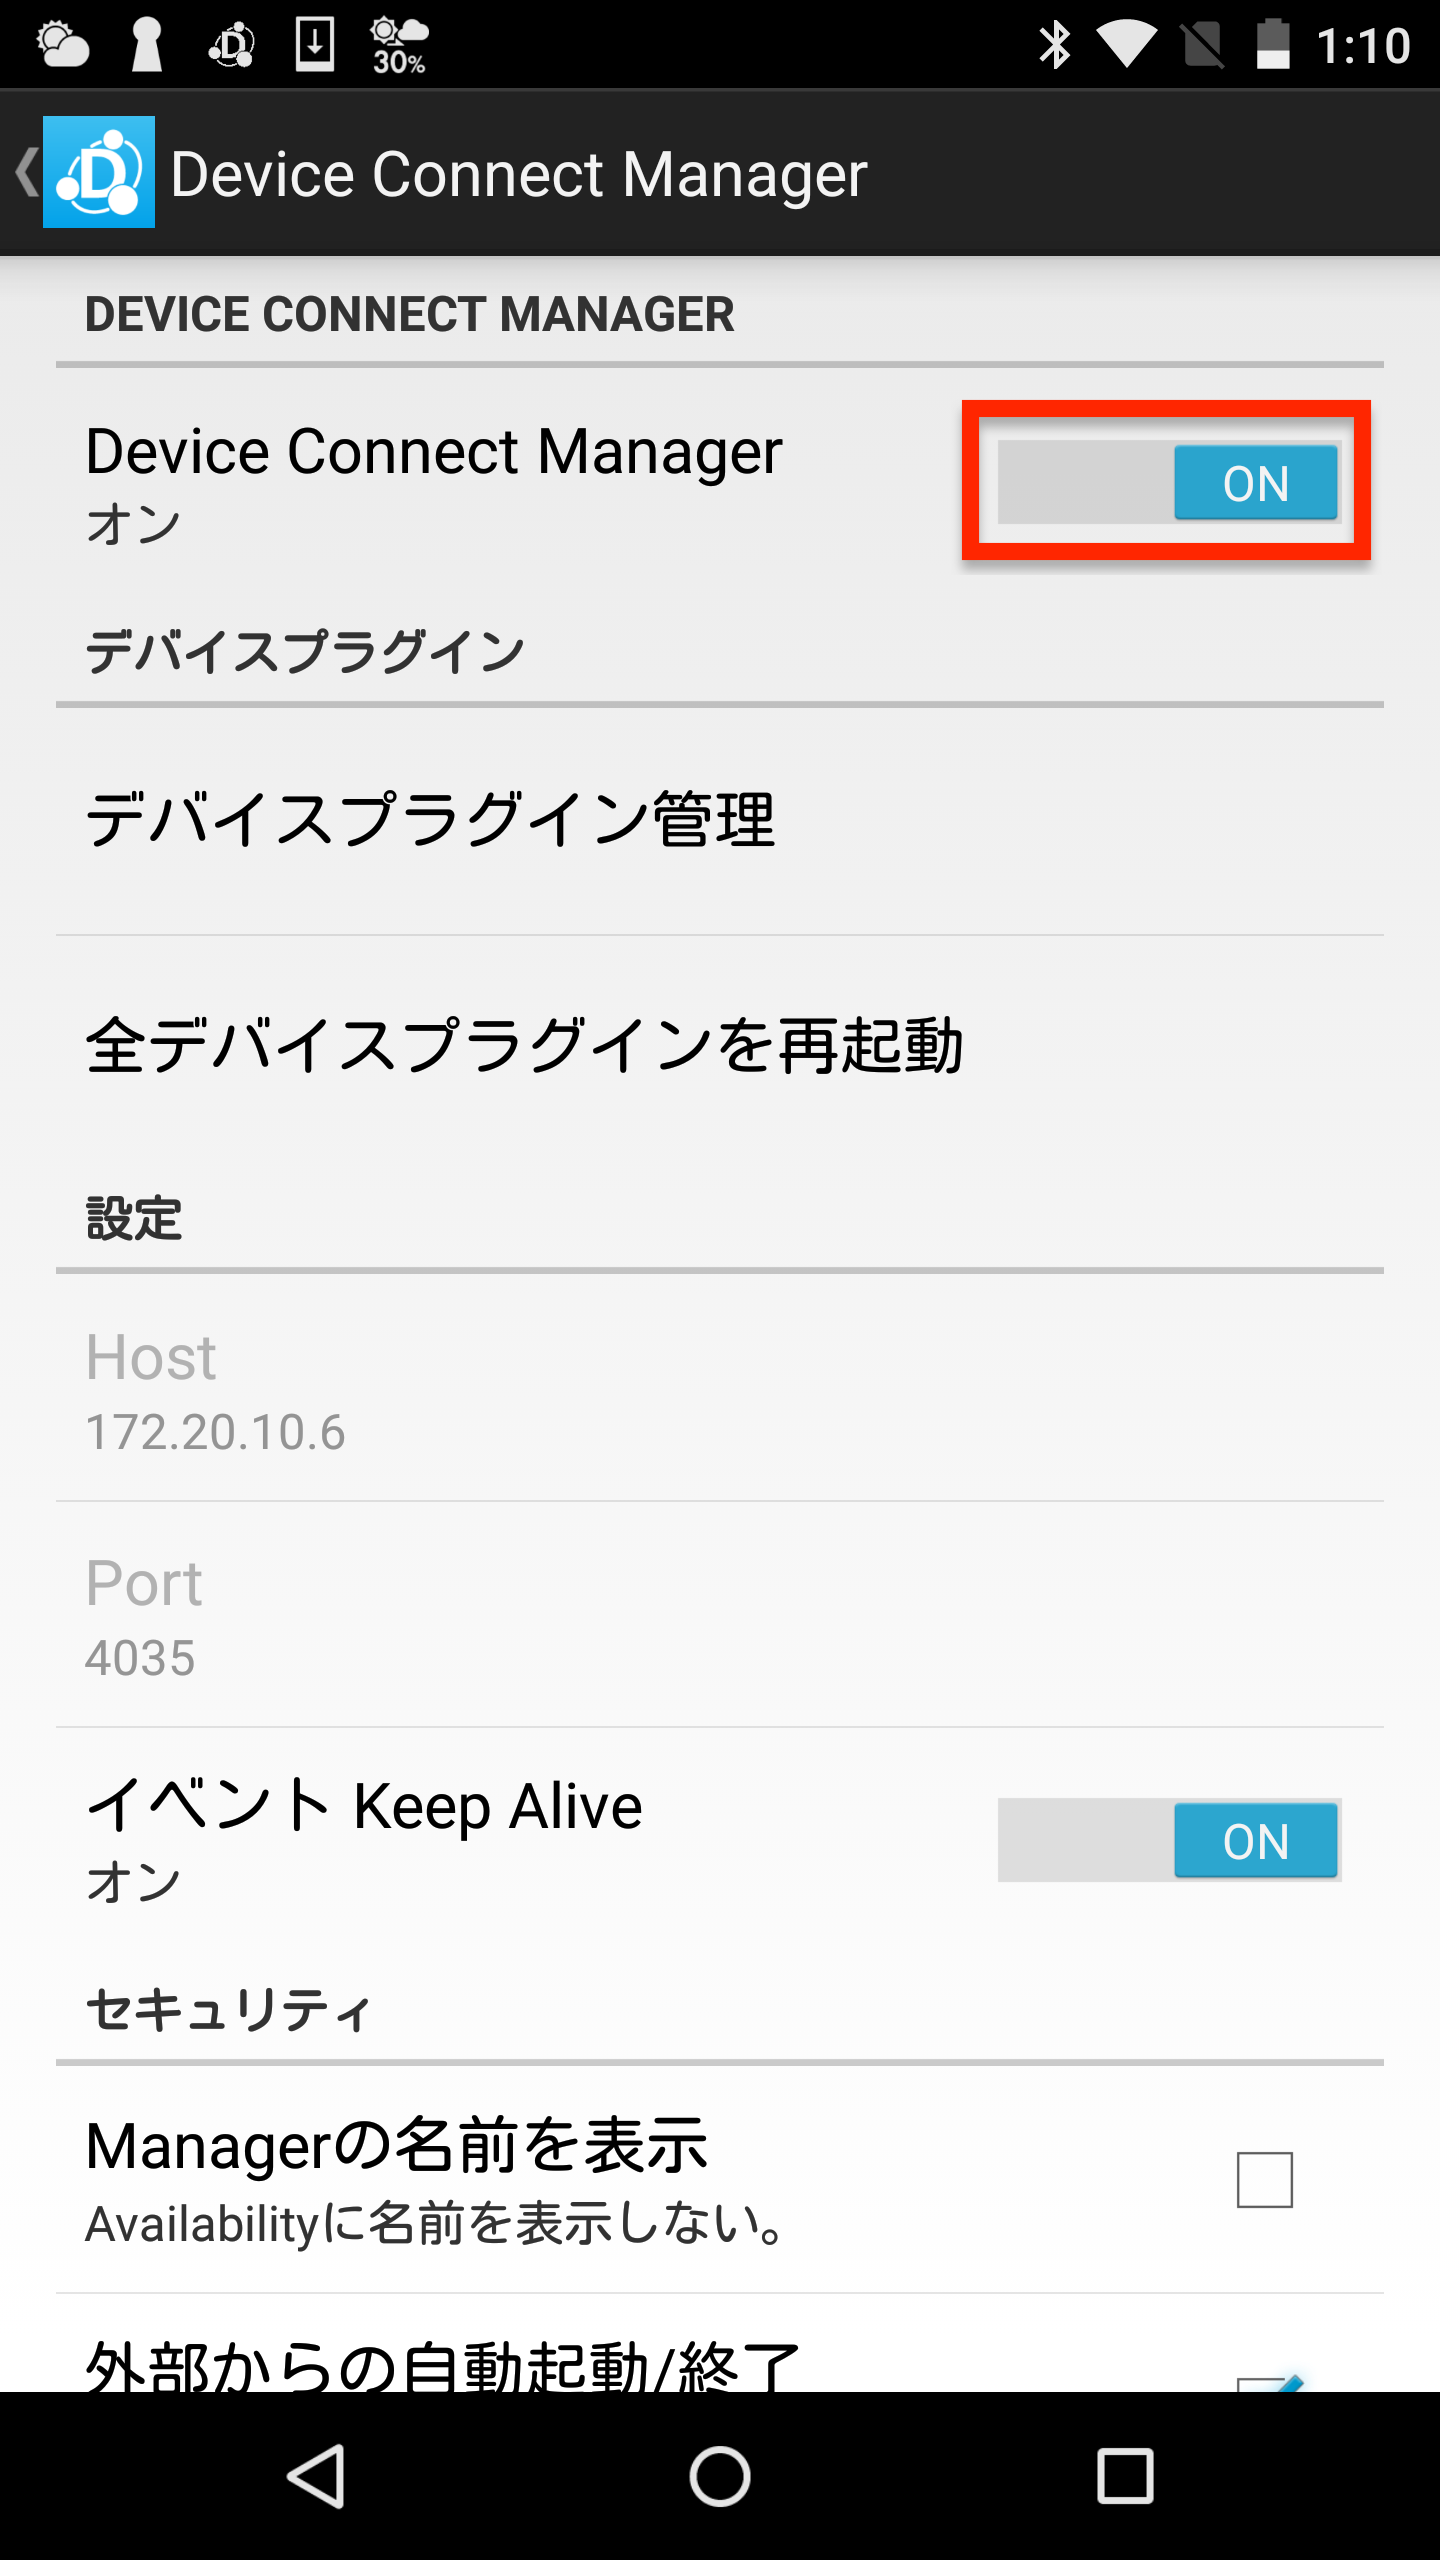 30%
1:10
D Device Connect Manager
DEVICE CONNECT MANAGER
Device Connect Manager
オン
ON
デバイスプラグイン
デバイスプラグイン管理
全デバイスプラグインを再起動
設定
Host
172.20.10.6
Port
4035
イベント Keep Alive
オン
ON
セキュリティ
Managerの名前を表示
Availabilityに名前を表示しない。
外部からの自動起動/終了